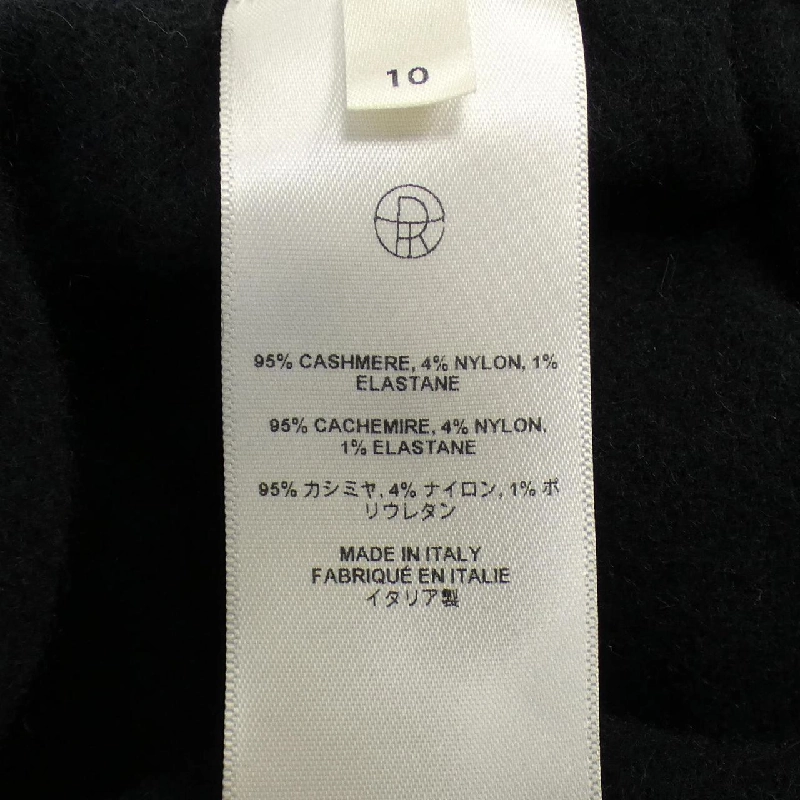 10
95% CASHMERE, 4% NYLON, 1%
ELASTANE
95% CACHEMIRE, 4% NYLON,
1% ELASTANE
95% カシミヤ, 4% ナイロン, 1% ポ
リウレタン
MADE IN ITALY
FABRIQUÉ EN ITALIE
イタリア製